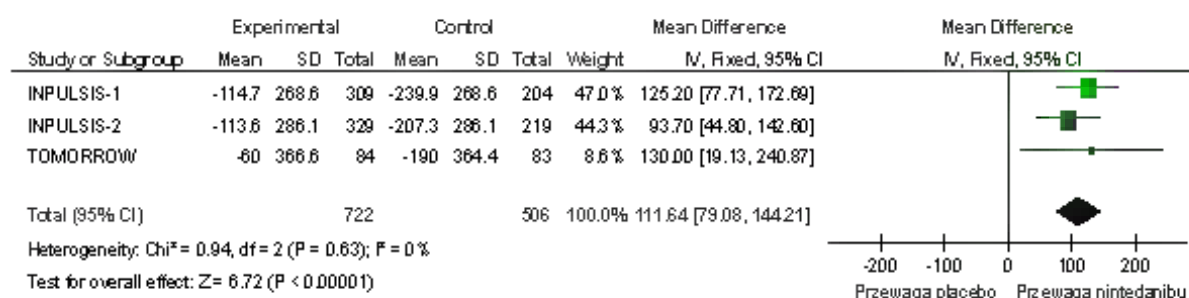 Experimental Control Mean Difference Mean Difference
Study or Subgroup Mean SD Total Mean SD Total Weight IV, Fixed, 95% CI IV, Fixed, 95% CI
INPULSIS-1 -114.7 268.6 309 -239.9 268.6 204 47.0% 125.20 [77.71, 172.69]
INPULSIS-2 -113.6 286.1 329 -207.3 286.1 219 44.3% 93.70 [44.80, 142.60]
TOMORROW -60 366.6 84 -190 364.4 83 8.6% 130.00 [19.13, 240.87]
Total (95% CI) 722 506 100.0% 111.64 [79.08, 144.21]
Heterogeneity: Chi² = 0.94, df = 2 (P = 0.63); I² = 0%
Test for overall effect: Z = 6.72 (P < 0.00001)
-200 -100 0 100 200
Przewaga placebo Przewaga nintedanibu